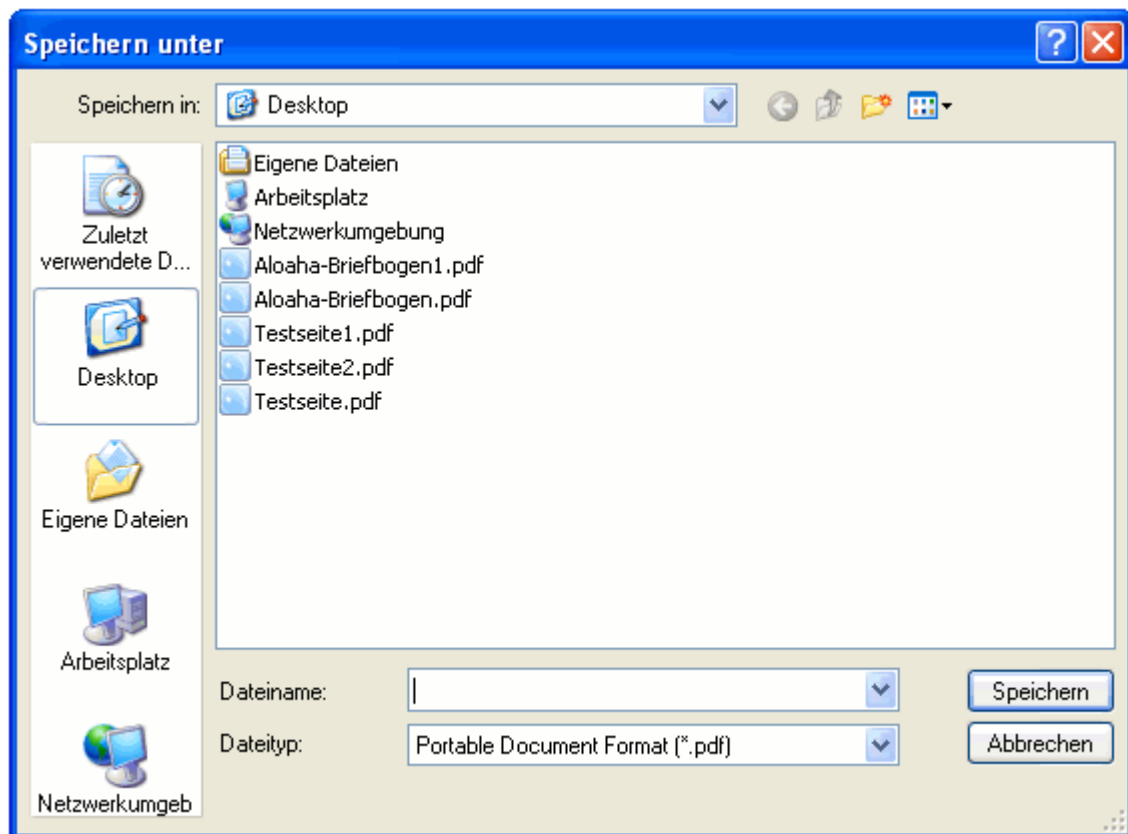 Speichern unter
Speichern in:
Desktop
Zuletzt
verwendete D...
Desktop
Eigene Dateien
Arbeitsplatz
Netzwerkumgeb
Eigene Dateien
Arbeitsplatz
Netzwerkumgebung
Aloaha-Briefbogen1.pdf
Aloaha-Briefbogen.pdf
Testseite1.pdf
Testseite2.pdf
Testseite.pdf
Dateiname:
Speichern
Dateityp:
Portable Document Format (*.pdf)
Abbrechen